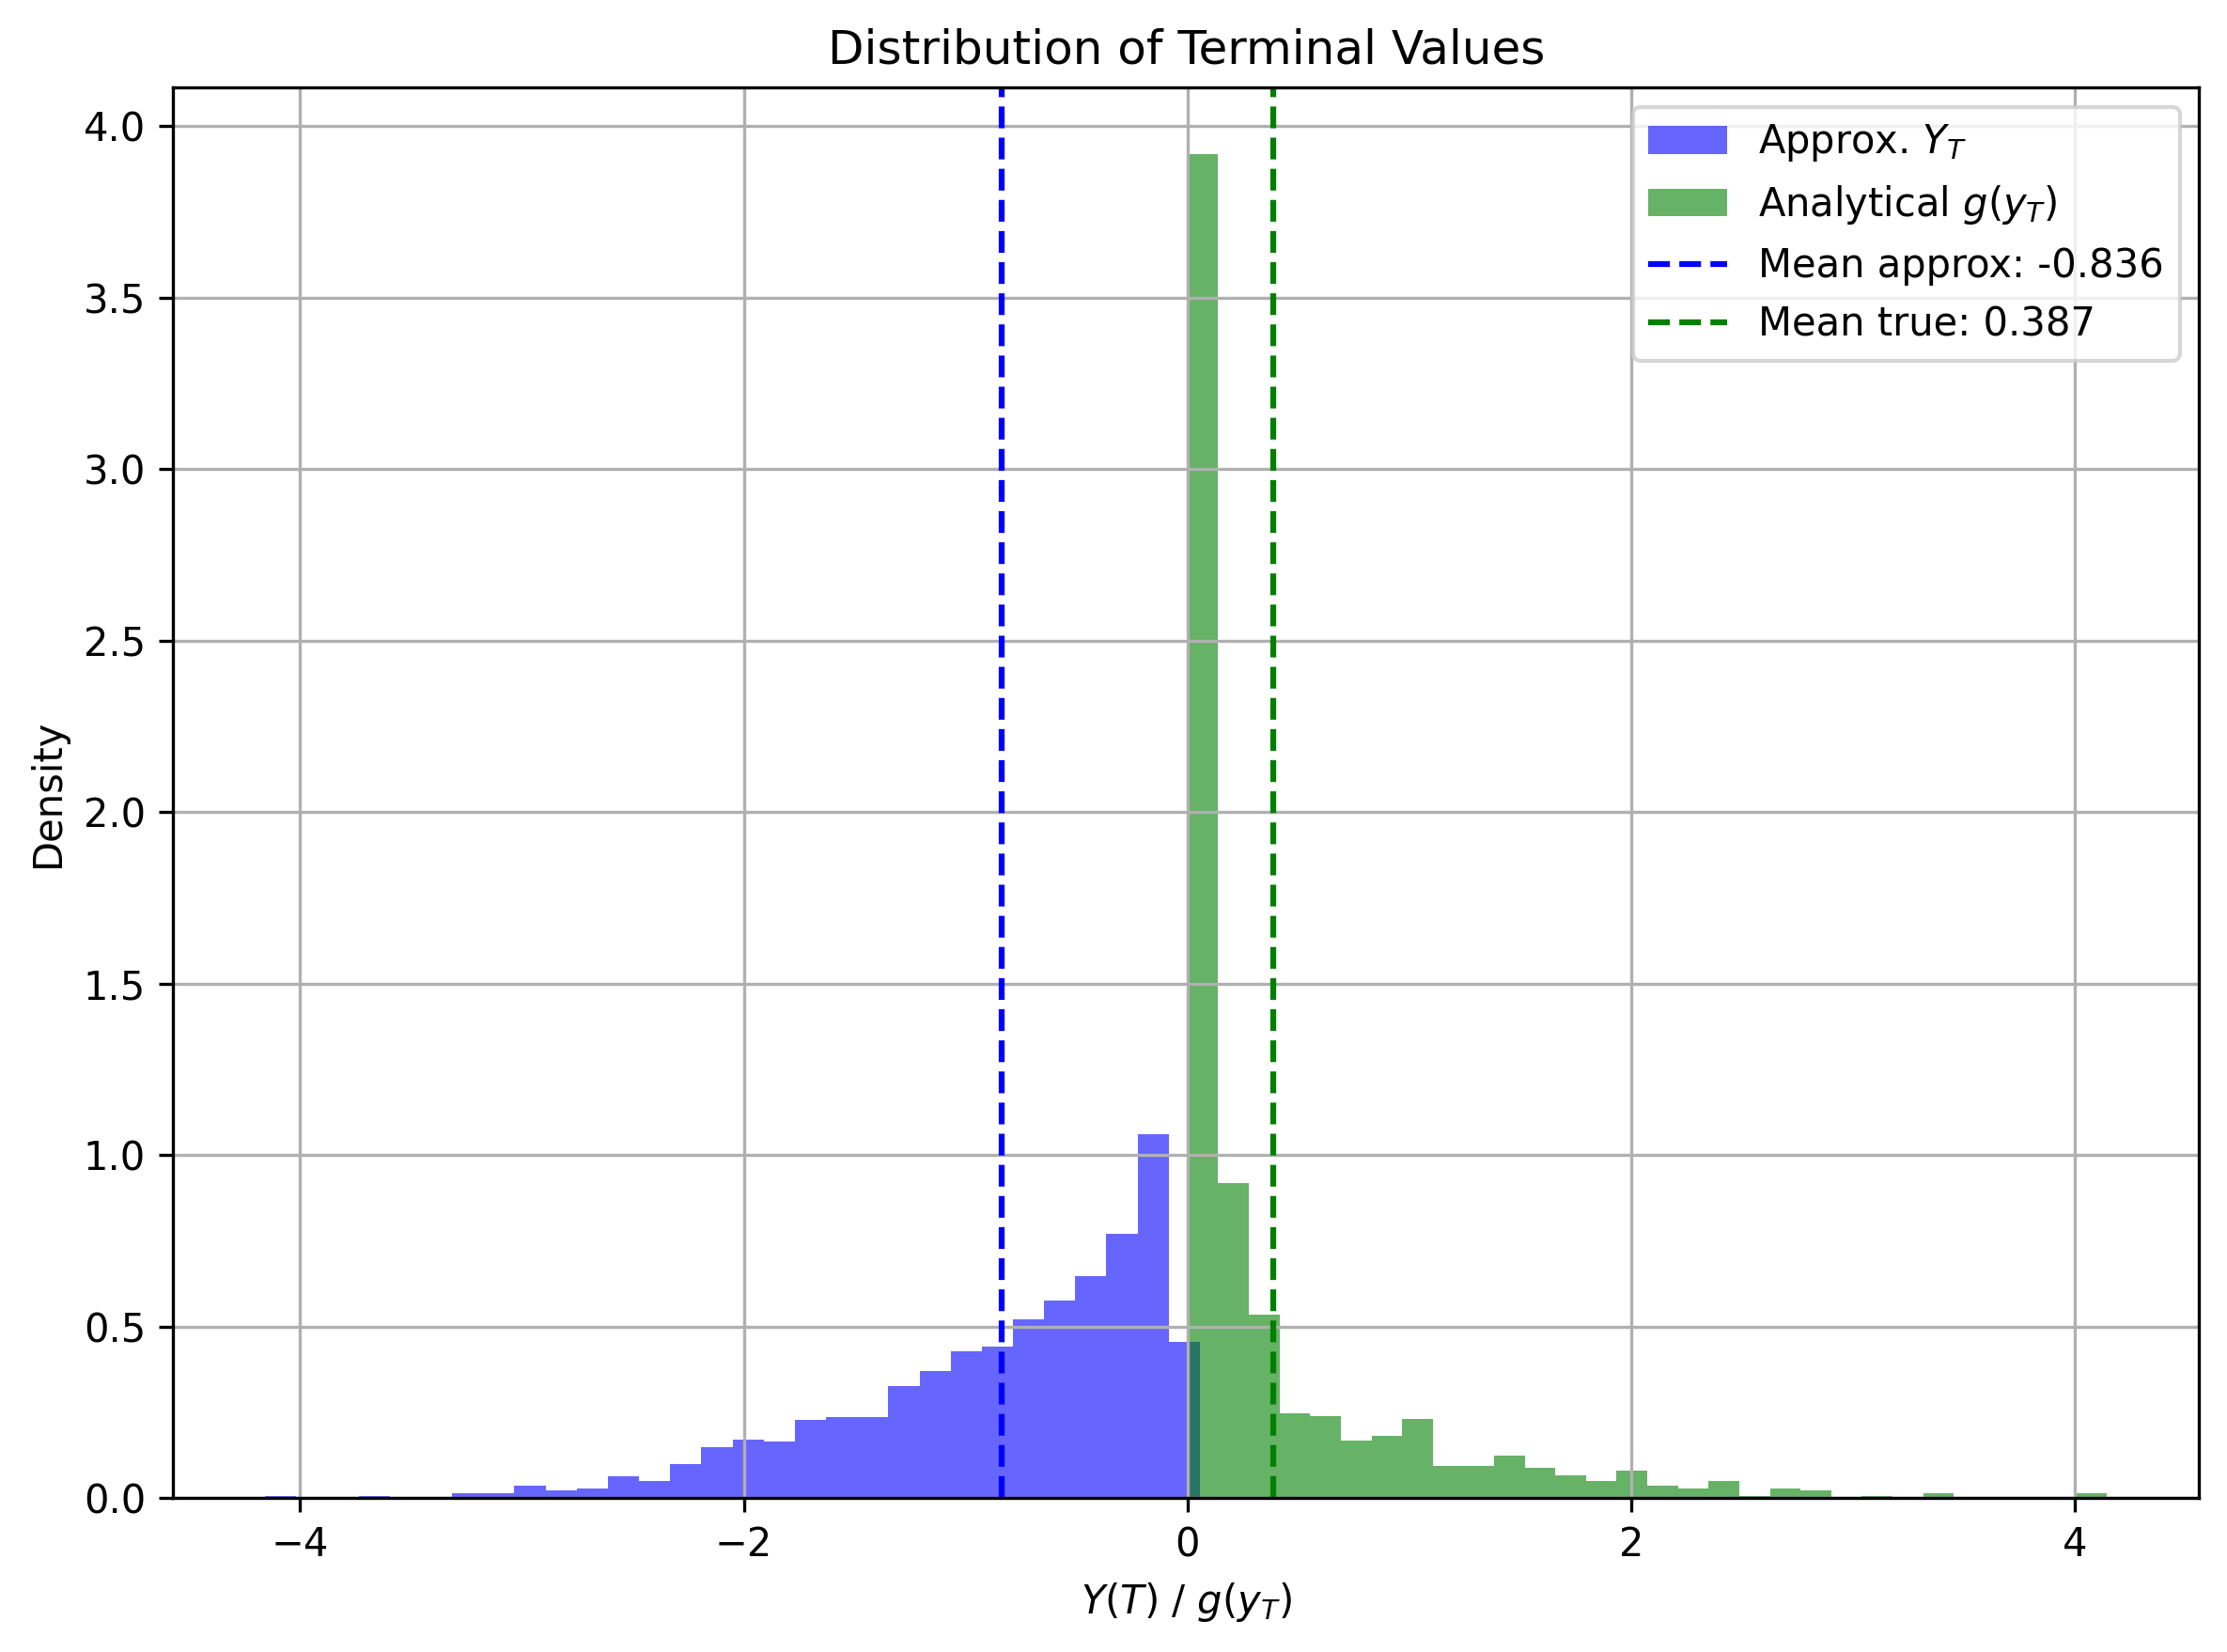 Distribution of Terminal Values
4.0
3.5
3.0
2.5
2.0
1.5
1.0
0.5
0.0
Density
Approx. $Y_T$
Analytical $g(y_T)$
Mean approx: -0.836
Mean true: 0.387
−4
−2
0
2
4
$Y(T)$ / $g(y_T)$